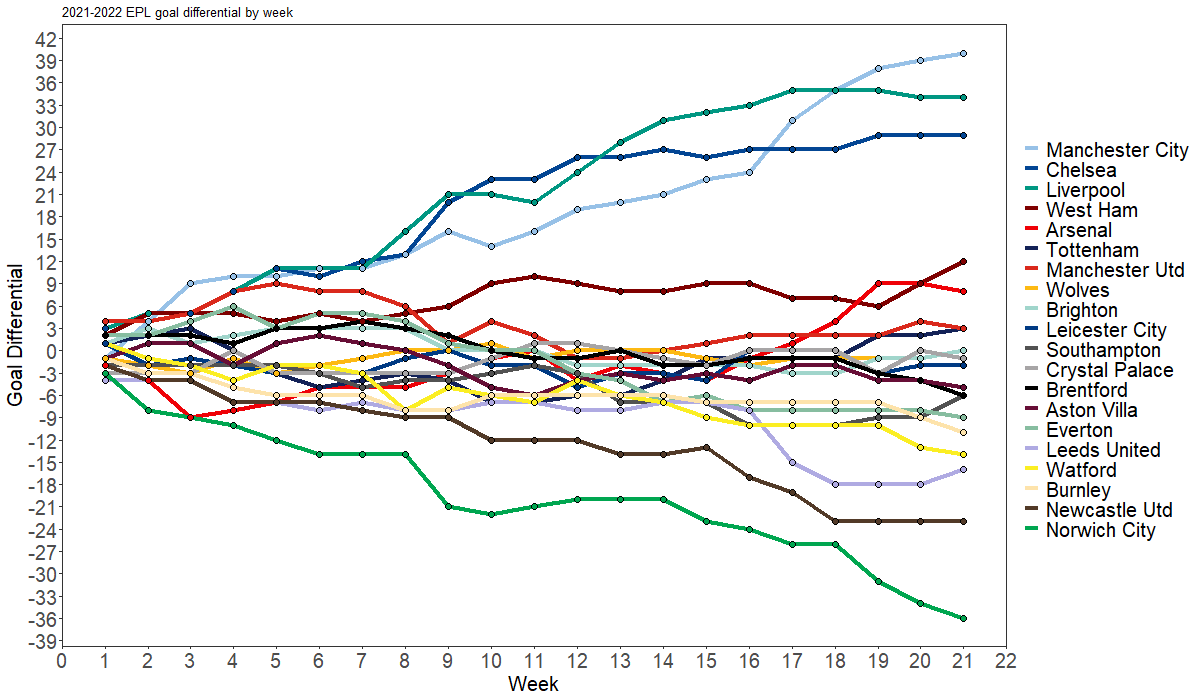 2021-2022 EPL goal differential by week
42
39
36
33
30
27
24
21
18
15
12
9
6
3
0
-3
-6
-9
-12
-15
-18
-21
-24
-27
-30
-33
-36
-39
Goal Differential
0 1 2 3 4 5 6 7 8 9 10 11 12 13 14 15 16 17 18 19 20 21 22
Week
Manchester City
Chelsea
Liverpool
West Ham
Arsenal
Tottenham
Manchester Utd
Wolves
Brighton
Leicester City
Southampton
Crystal Palace
Brentford
Aston Villa
Everton
Leeds United
Watford
Burnley
Newcastle Utd
Norwich City